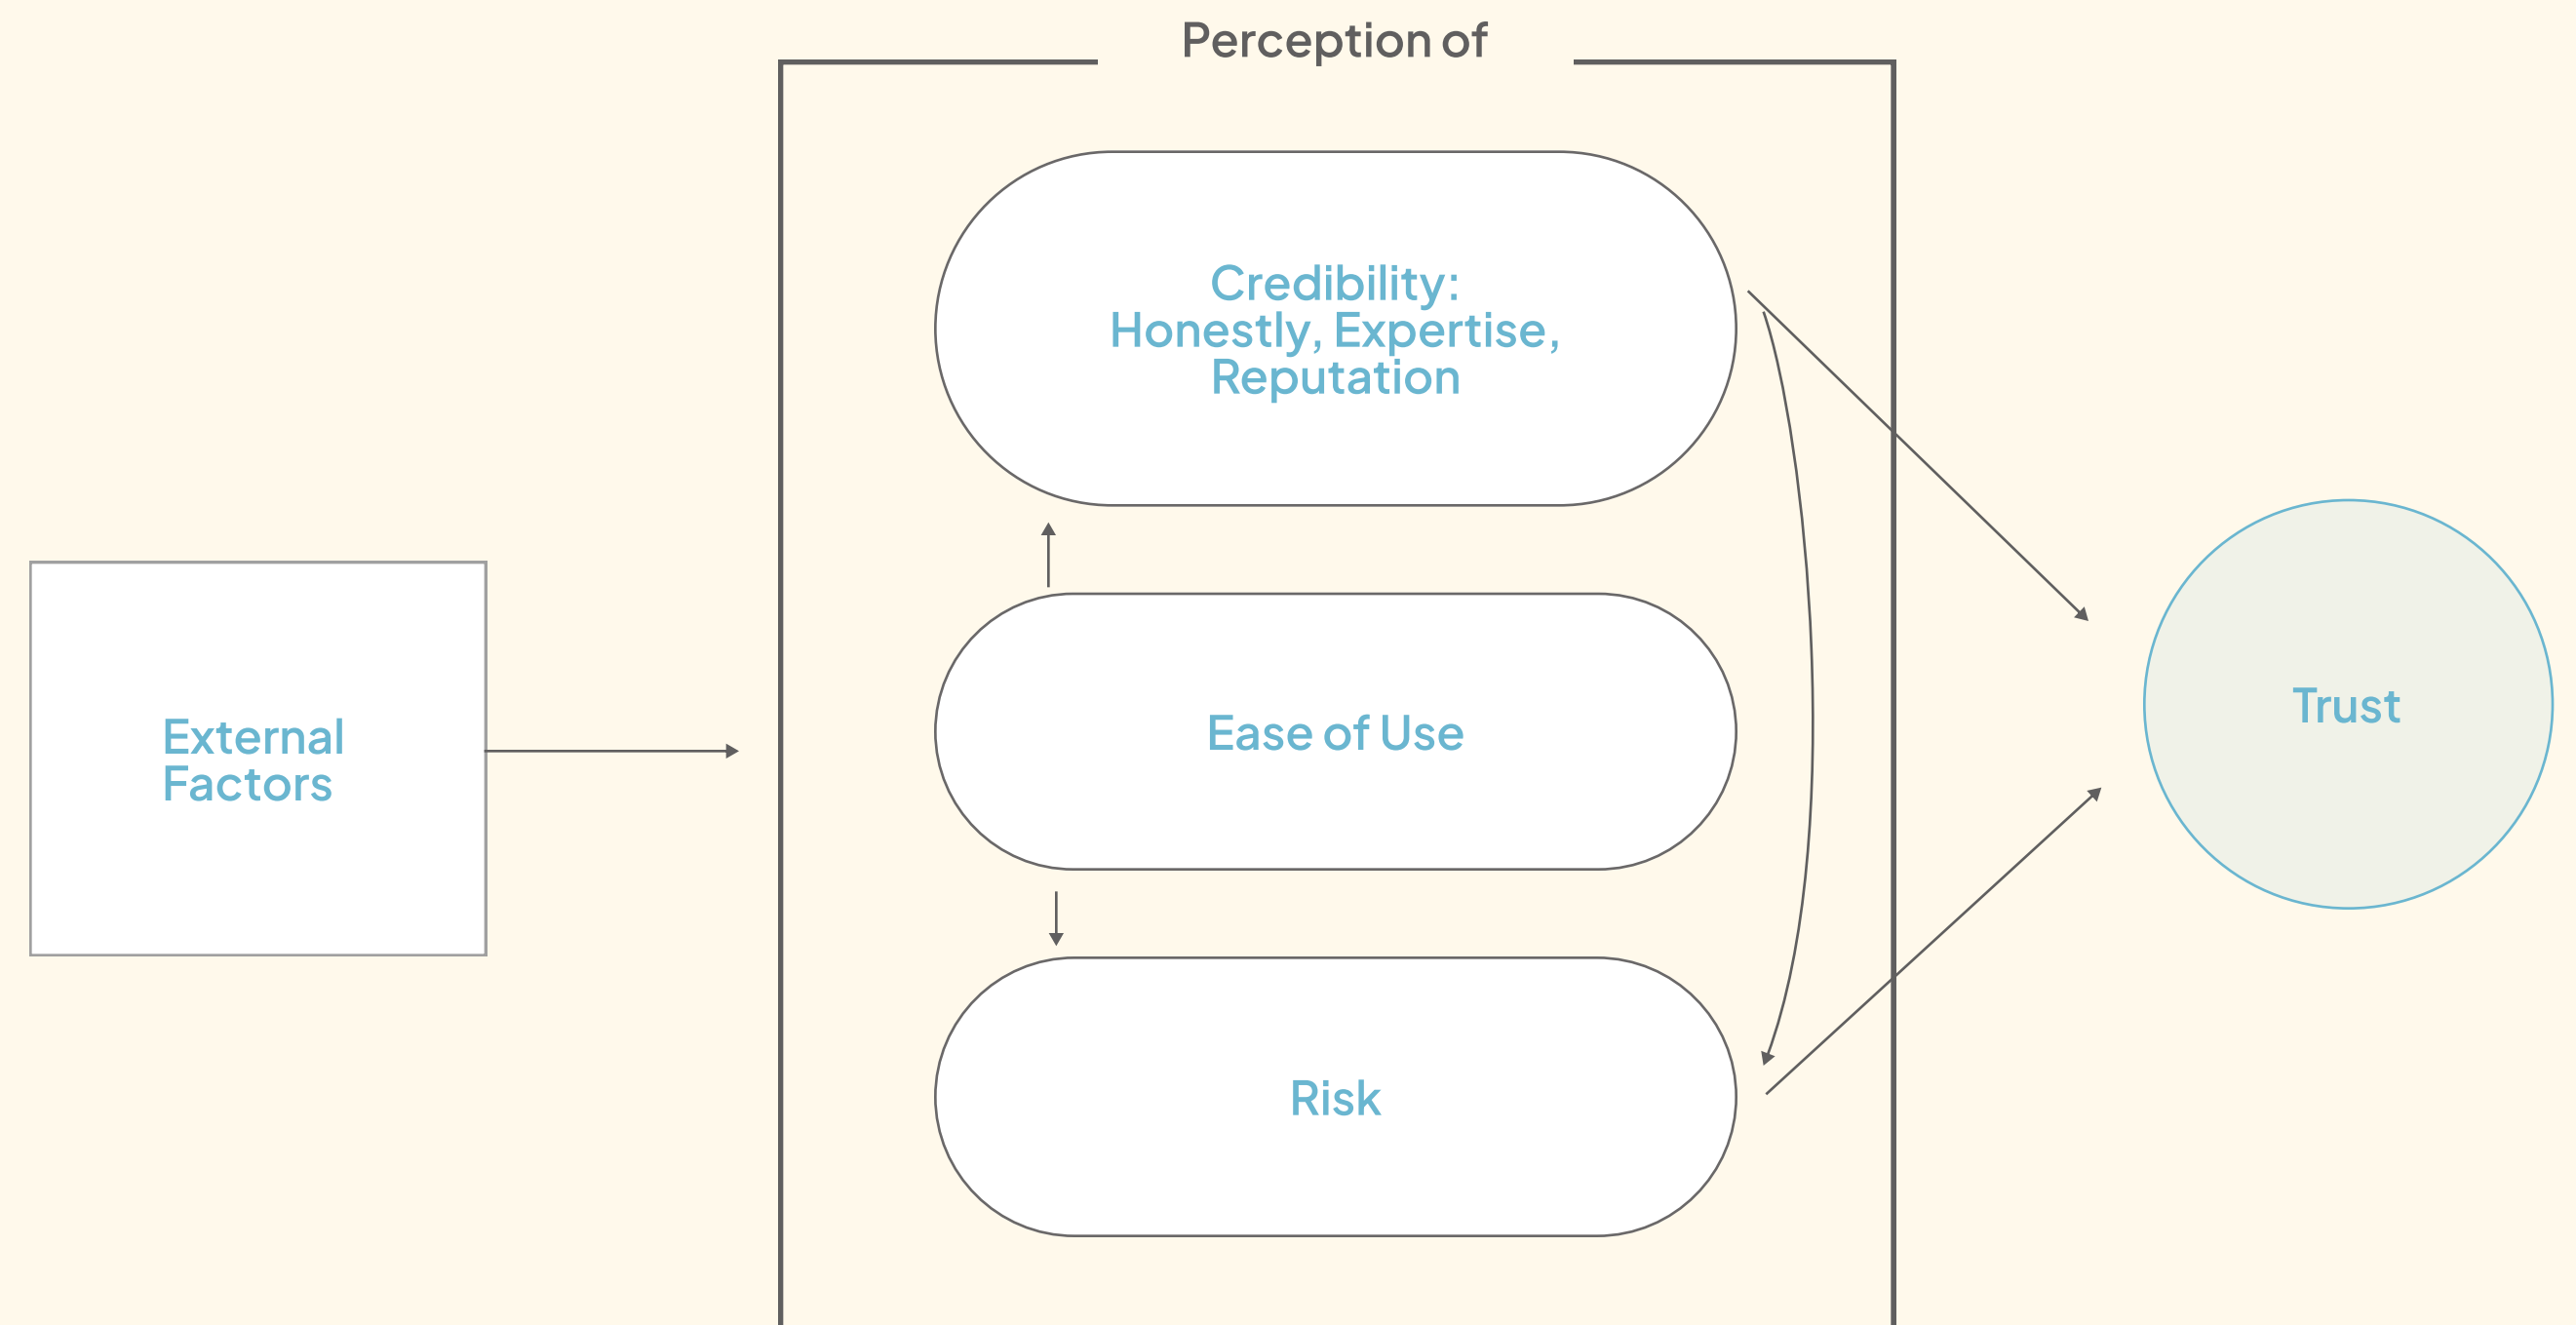 Perception of
Credibility:
Honestly, Expertise,
Reputation
External
Factors
Ease of Use
Trust
Risk